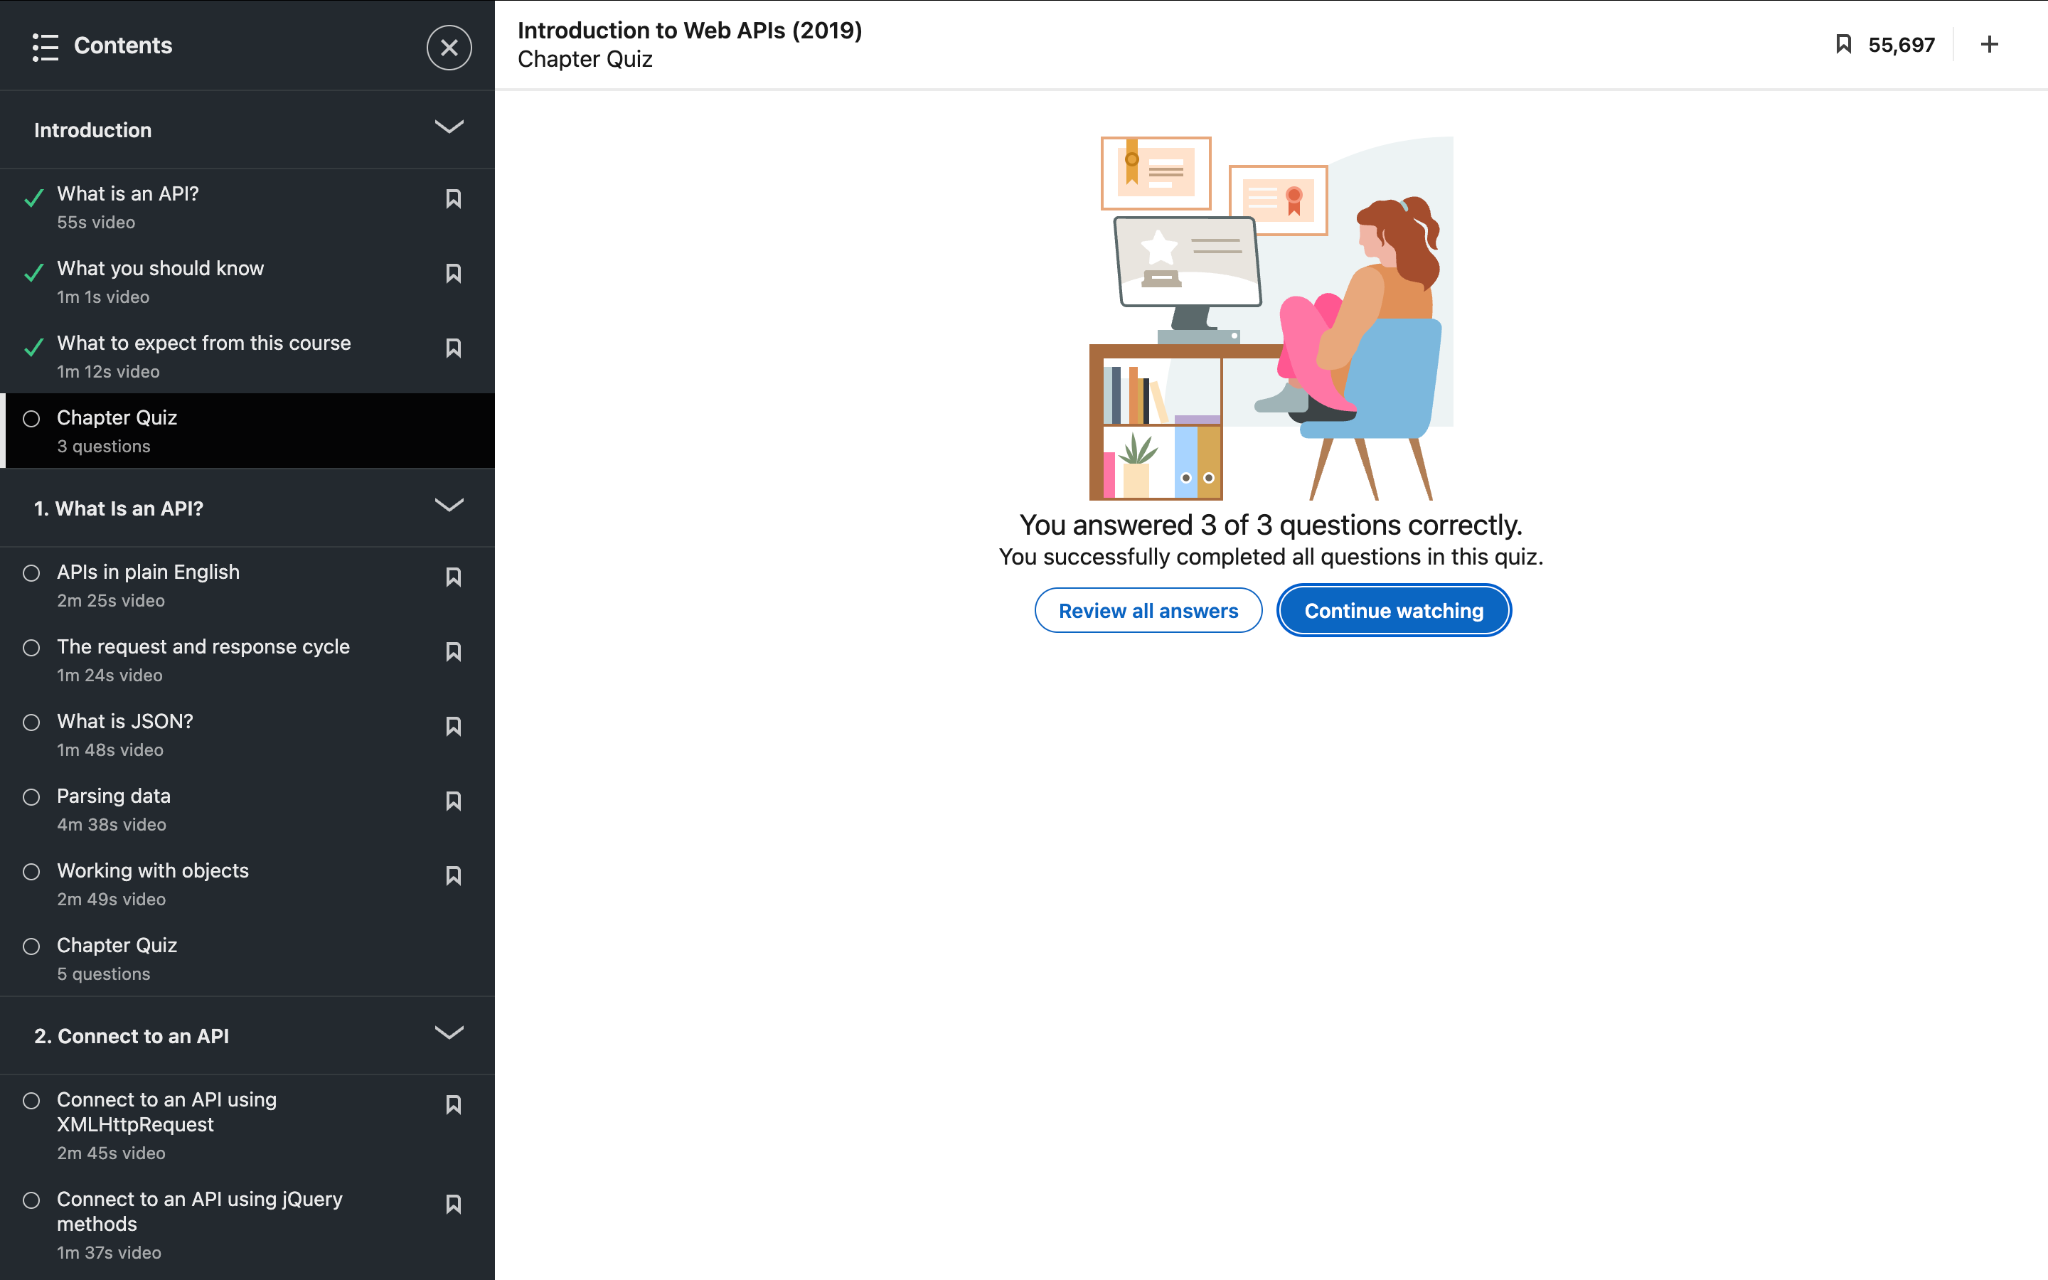 Contents
Introduction
What is an API?
55s video
What you should know
1m 1s video
What to expect from this course
1m 12s video
Chapter Quiz
3 questions
1. What Is an API?
APIs in plain English
2m 25s video
The request and response cycle
1m 24s video
What is JSON?
1m 48s video
Parsing data
4m 38s video
Working with objects
2m 49s video
Chapter Quiz
5 questions
2. Connect to an API
Connect to an API using
XMLHttpRequest
2m 45s video
Connect to an API using jQuery
methods
1m 37s video
Introduction to Web APIs (2019)
Chapter Quiz
55,697
You answered 3 of 3 questions correctly.
You successfully completed all questions in this quiz.
Review all answers
Continue watching